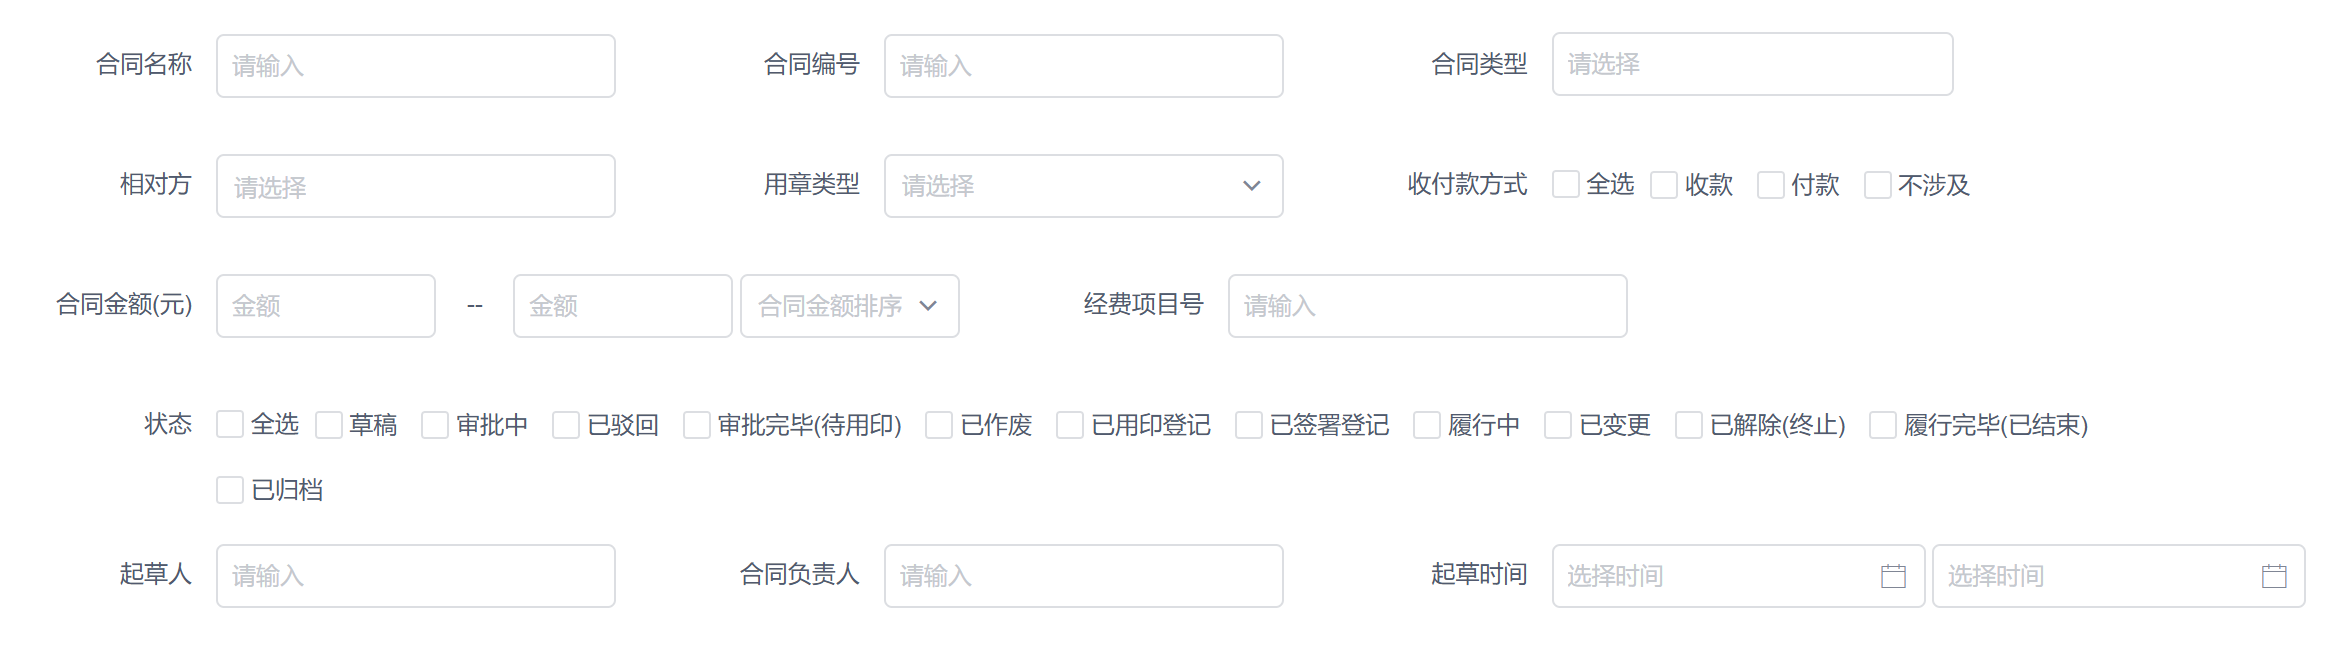 合同名称 请输入 合同编号 请输入 合同类型 请选择
相对方 请选择 用章类型 请选择 收付款方式 全选 收款 付款 不涉及
合同金额(元) 金额 -- 金额 合同金额排序 经费项目号 请输入
状态 全选 草稿 审批中 已驳回 审批完毕(待用印) 已作废 已用印登记 已签署登记 履行中 已变更 已解除(终止) 履行完毕(已结束)
已归档
起草人 请输入 合同负责人 请输入 起草时间 选择时间 选择时间